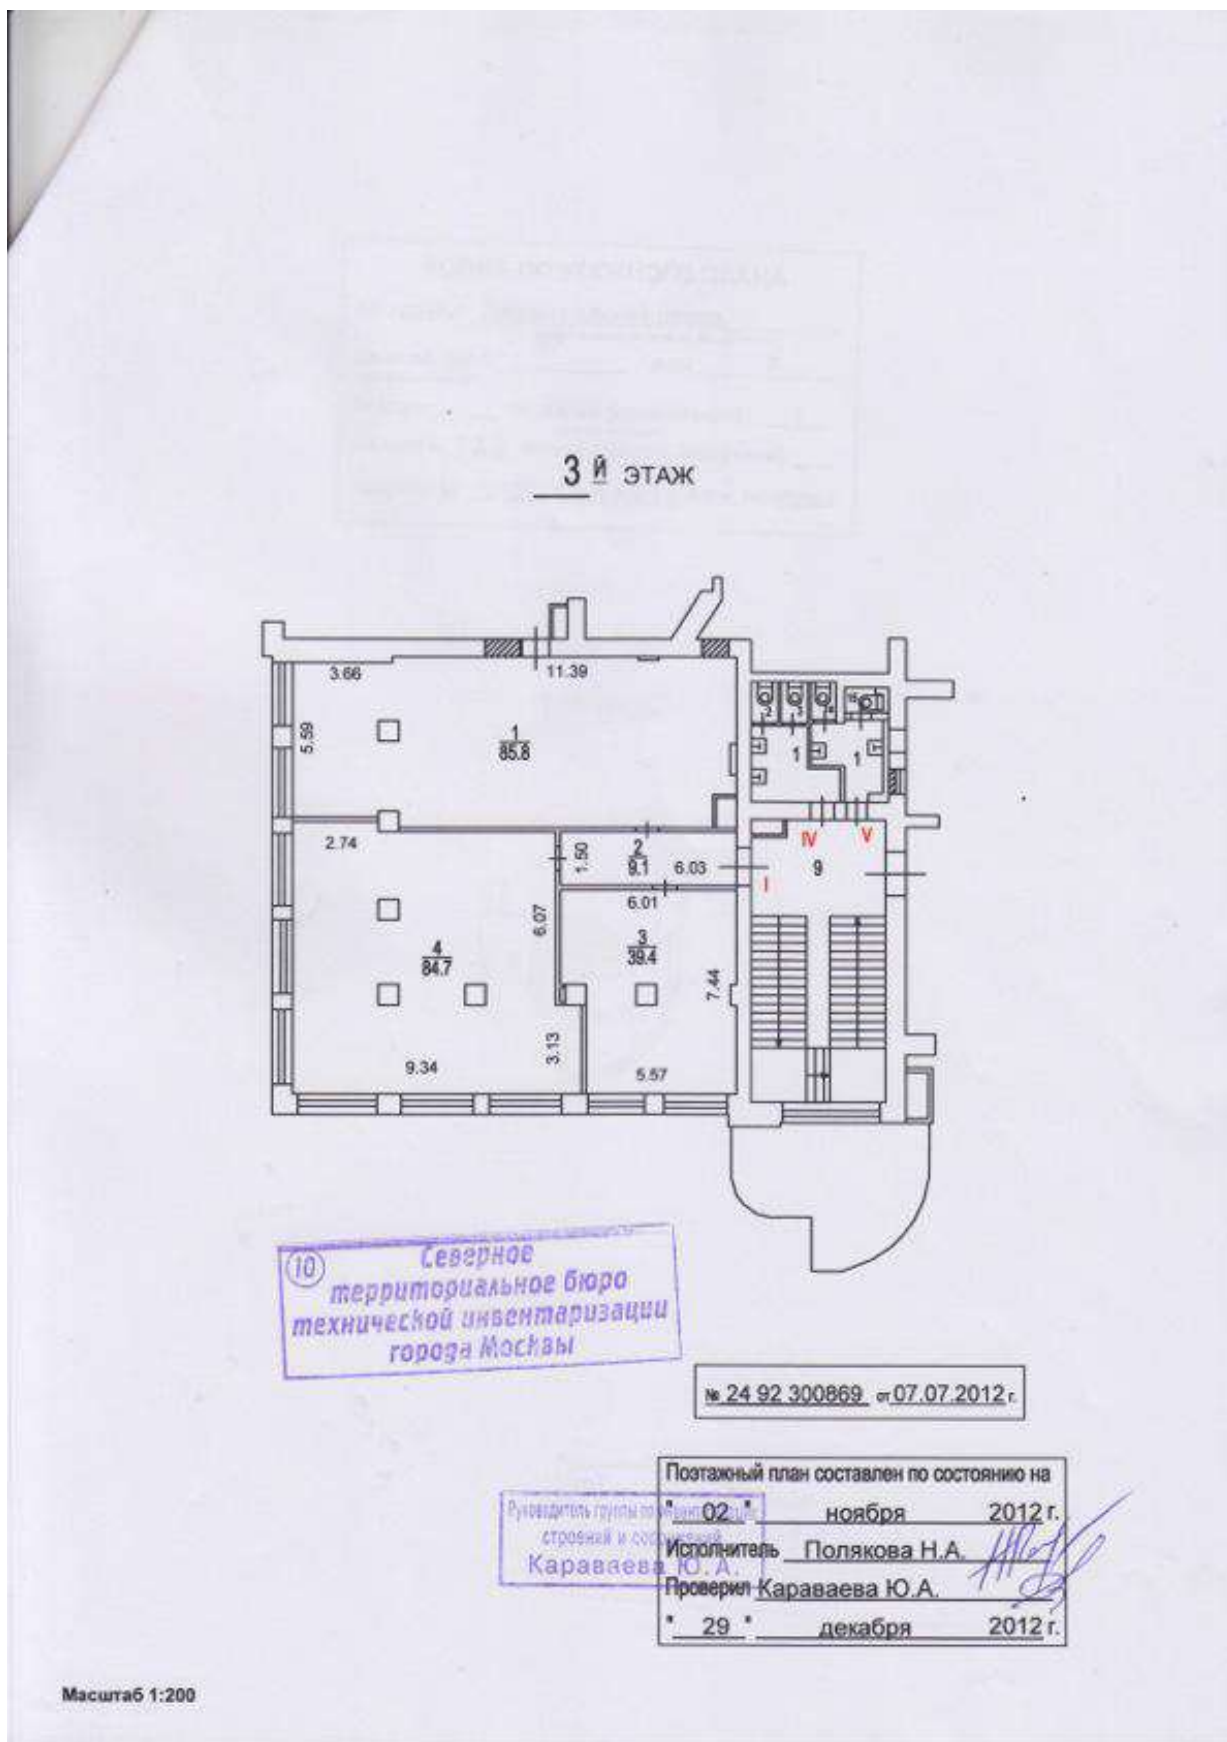 3 й ЭТАЖ
3.66
11.39
5.59
1
85.8
2.74
1.50
2
9.1
6.03
6.01
6.07
4
84.7
3
39.4
7.44
3.13
9.34
5.57
1
1
IV
V
9
I
10
Северное
территориальное бюро
технической инвентаризации
города Москвы
№ 24 92 300869 от 07.07.2012 г.
Поэтажный план составлен по состоянию на
" 02 " ноября 2012 г.
Исполнитель Полякова Н.А.
Проверил Караваева Ю.А.
" 29 " декабря 2012 г.
Руководитель группы по
строений и
Караваева Ю.А.
Масштаб 1:200